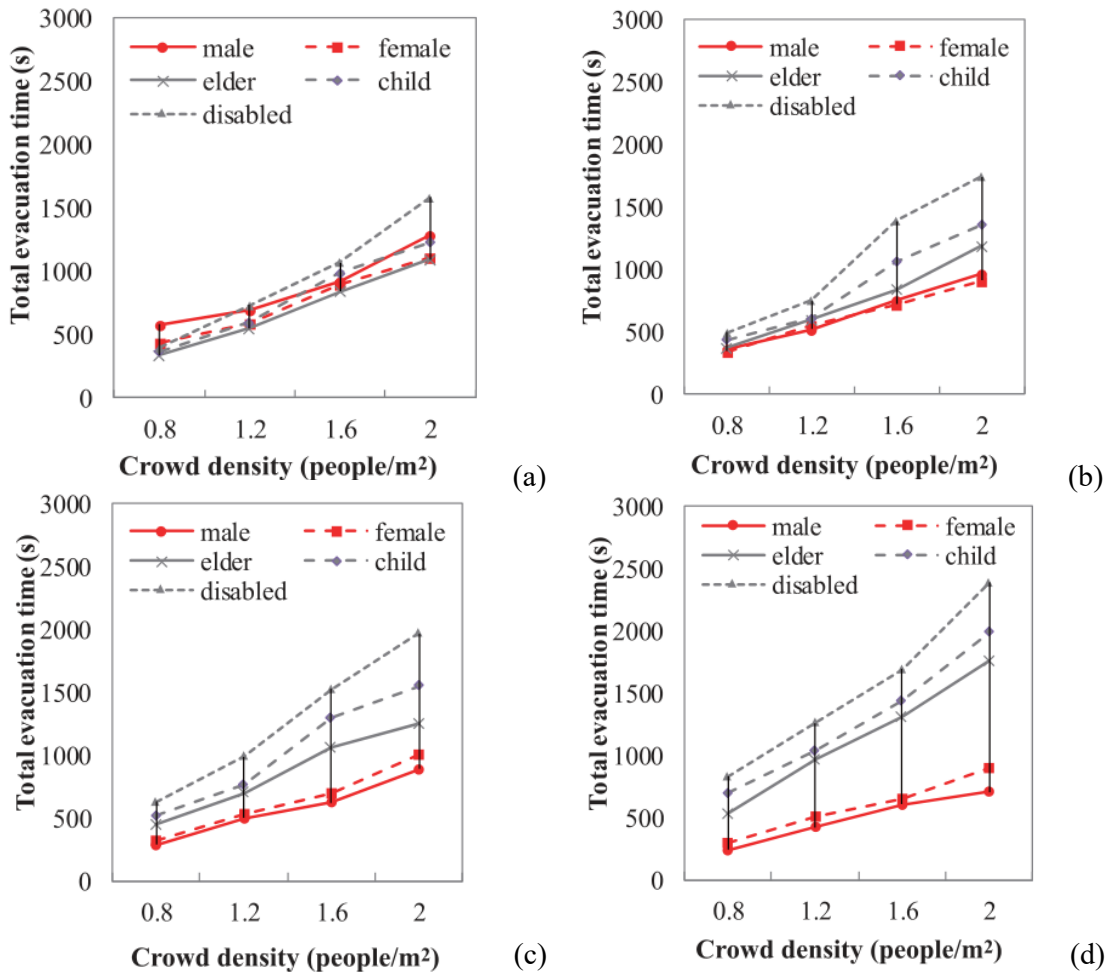 3000
male female
2500
elder child
disabled
2000
1500
1000
500
0
Total evacuation time (s)
0.8 1.2 1.6 2
Crowd density (people/m²)
(a)
3000
male female
2500
elder child
disabled
2000
1500
1000
500
0
Total evacuation time (s)
0.8 1.2 1.6 2
Crowd density (people/m²)
(b)
3000
male female
2500
elder child
disabled
2000
1500
1000
500
0
Total evacuation time (s)
0.8 1.2 1.6 2
Crowd density (people/m²)
(c)
3000
male female
2500
elder child
disabled
2000
1500
1000
500
0
Total evacuation time (s)
0.8 1.2 1.6 2
Crowd density (people/m²)
(d)